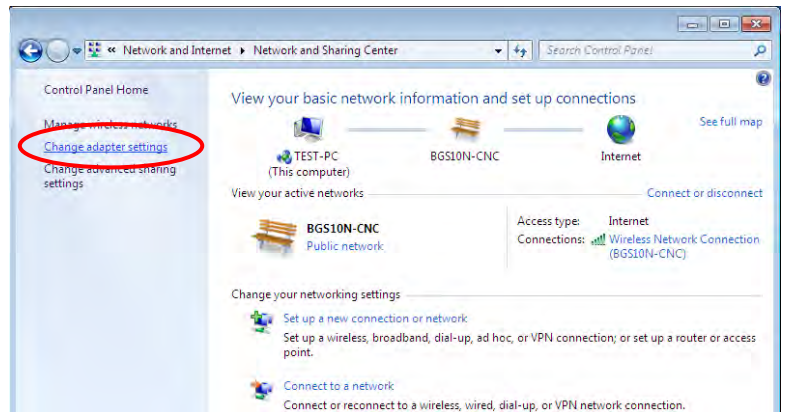 « Network and Internet ▸ Network and Sharing Center
Search Control Panel
Control Panel Home
Manage wireless networks
Change adapter settings
Change advanced sharing
settings
View your basic network information and set up connections
See full map
TEST-PC
(This computer)
BGS10N-CNC
Internet
View your active networks
Connect or disconnect
BGS10N-CNC
Public network
Access type: Internet
Connections: Wireless Network Connection
(BGS10N-CNC)
Change your networking settings
Set up a new connection or network
Set up a wireless, broadband, dial-up, ad hoc, or VPN connection; or set up a router or access
point.
Connect to a network
Connect or reconnect to a wireless, wired, dial-up, or VPN network connection.